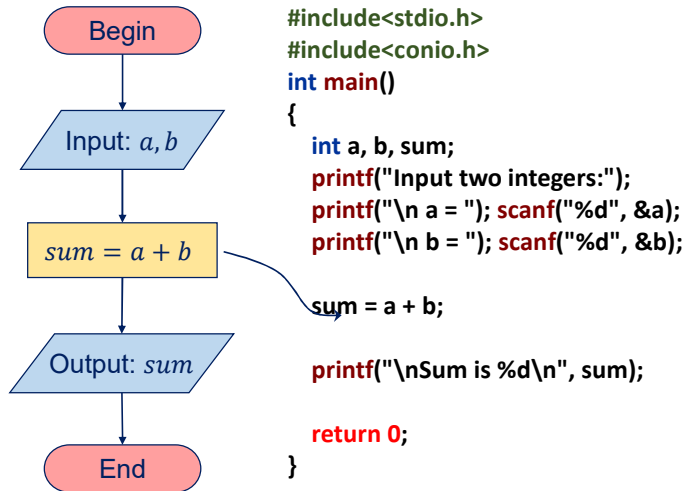 Begin
Input: a, b
sum = a + b
Output: sum
End
#include<stdio.h>
#include<conio.h>
int main()
{
int a, b, sum;
printf("Input two integers:");
printf("\n a = "); scanf("%d", &a);
printf("\n b = "); scanf("%d", &b);
sum = a + b;
printf("\nSum is %d\n", sum);
return 0;
}